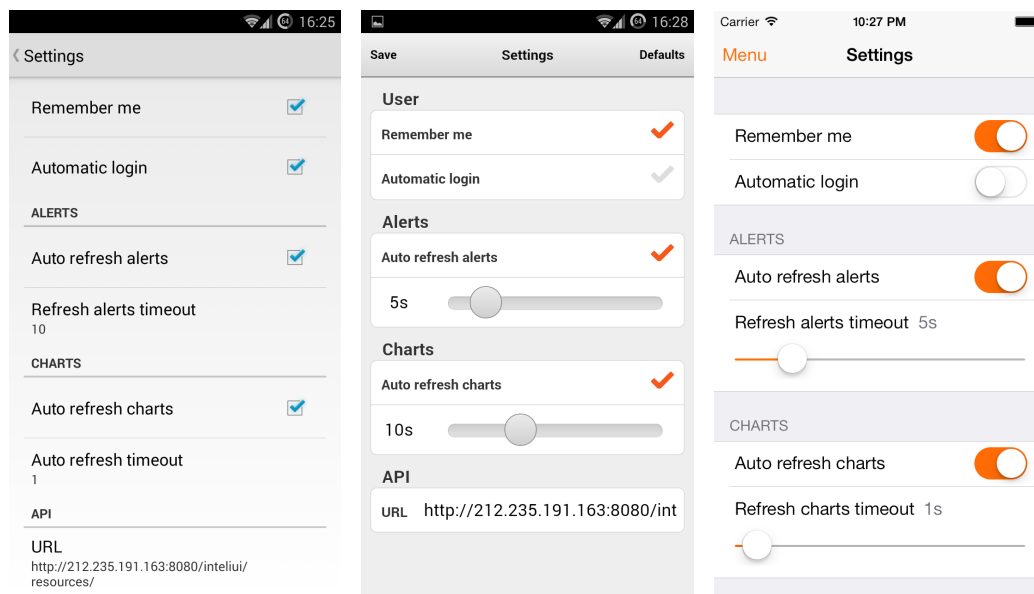 64 16:25
Settings
Remember me
Automatic login
ALERTS
Auto refresh alerts
Refresh alerts timeout
10
CHARTS
Auto refresh charts
Auto refresh timeout
1
API
URL
http://212.235.191.163:8080/inteliui/
resources/
64 16:28
Save Settings Defaults
User
Remember me
Automatic login
Alerts
Auto refresh alerts
5s
Charts
Auto refresh charts
10s
API
URL http://212.235.191.163:8080/int
Carrier 10:27 PM
Menu Settings
Remember me
Automatic login
ALERTS
Auto refresh alerts
Refresh alerts timeout 5s
CHARTS
Auto refresh charts
Refresh charts timeout 1s